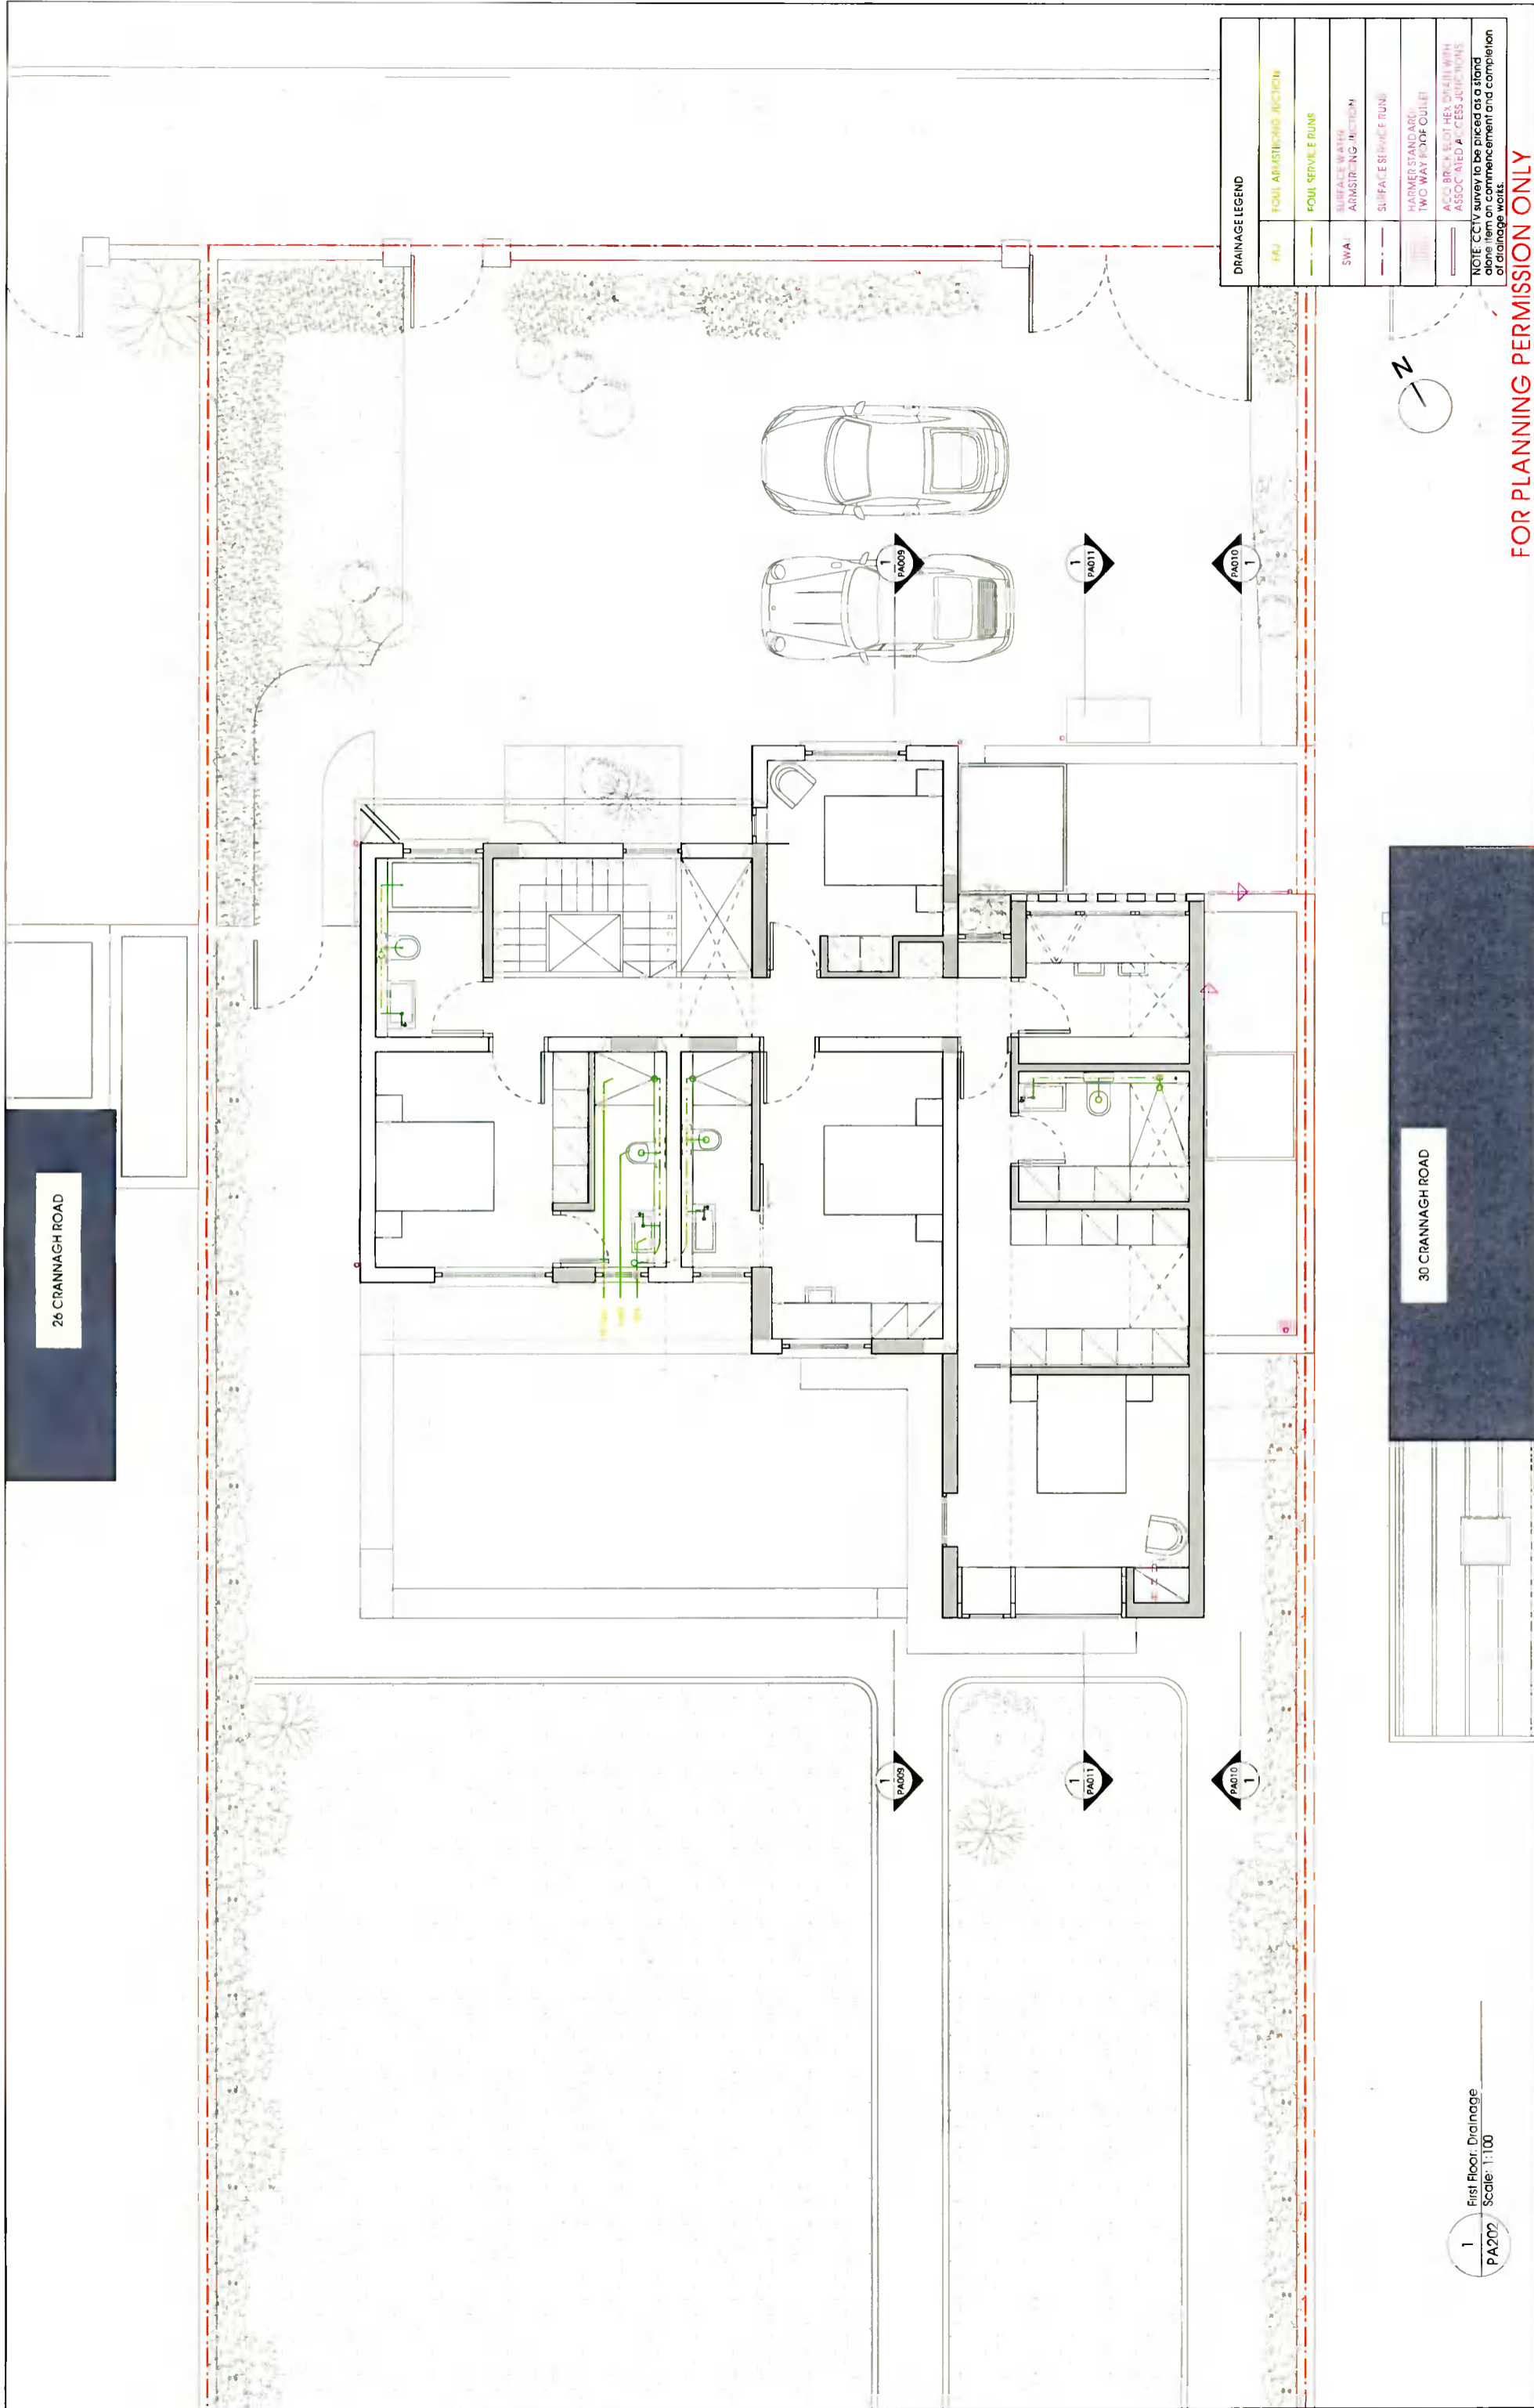 26 CRANNAGH ROAD
30 CRANNAGH ROAD
1
PA009
1
PA011
PA010
1
1
PA009
1
PA011
PA010
1
DRAINAGE LEGEND
FAJ
FOUL ARMSTRONG JUNCTION
FOUL SERVICE RUNS
SWAJ
SURFACE WATER
ARMSTRONG JUNCTION
SURFACE SERVICE RUNS
HARMER STANDARD
TWO WAY ROOF OUTLET
ACO BRICK SLOT HEX DRAIN WITH
ASSOCIATED ACCESS JUNCTIONS
NOTE: CCTV survey to be priced as a stand
alone item on commencement and completion
of drainage works.
N
FOR PLANNING PERMISSION ONLY
1
PA202
First Floor: Drainage
Scale: 1:100